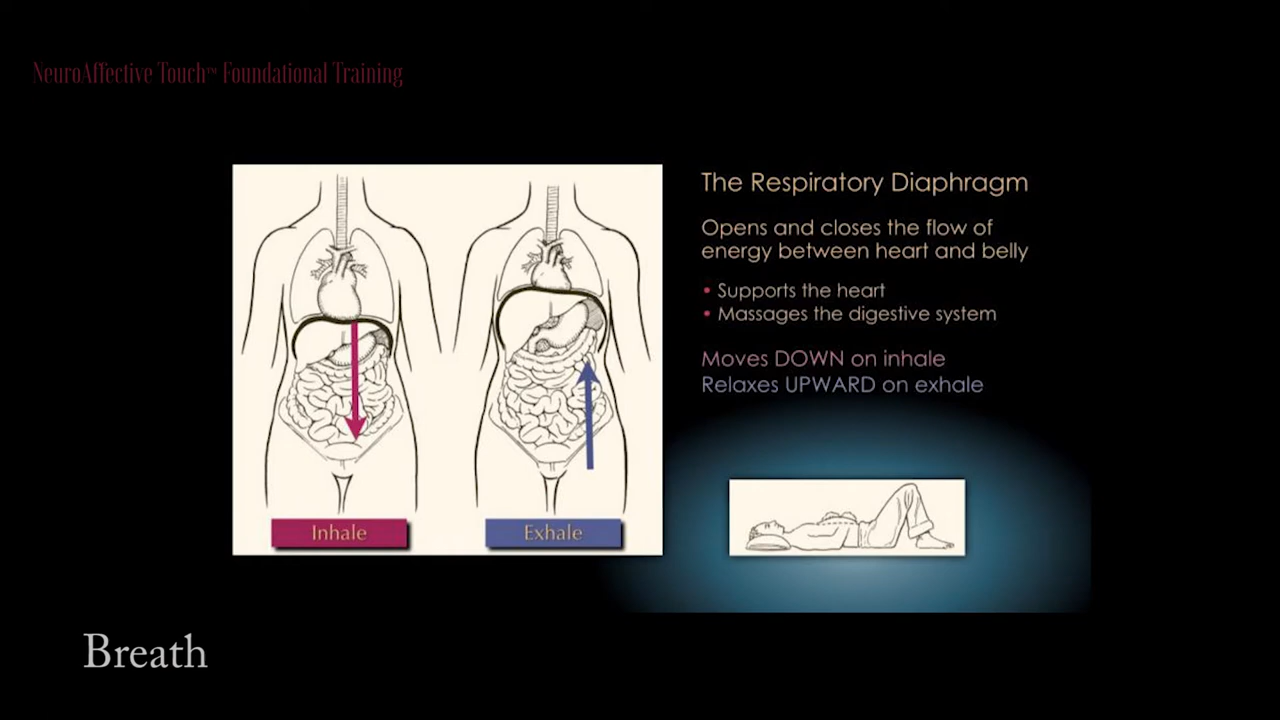 NeuroAffective Touch™ Foundational Training
The Respiratory Diaphragm
Opens and closes the flow of
energy between heart and belly
• Supports the heart
• Massages the digestive system
Moves DOWN on inhale
Relaxes UPWARD on exhale
Inhale
Exhale
Breath